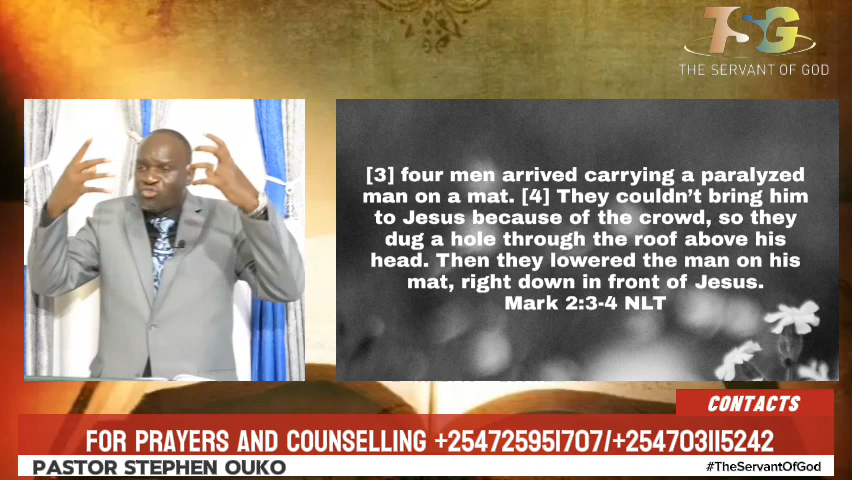 TSG
THE SERVANT OF GOD
[3] four men arrived carrying a paralyzed
man on a mat. [4] They couldn’t bring him
to Jesus because of the crowd, so they
dug a hole through the roof above his
head. Then they lowered the man on his
mat, right down in front of Jesus.
Mark 2:3-4 NLT
CONTACTS
FOR PRAYERS AND COUNSELLING +254725951707/+254703115242
PASTOR STEPHEN OUKO
#TheServantOfGod